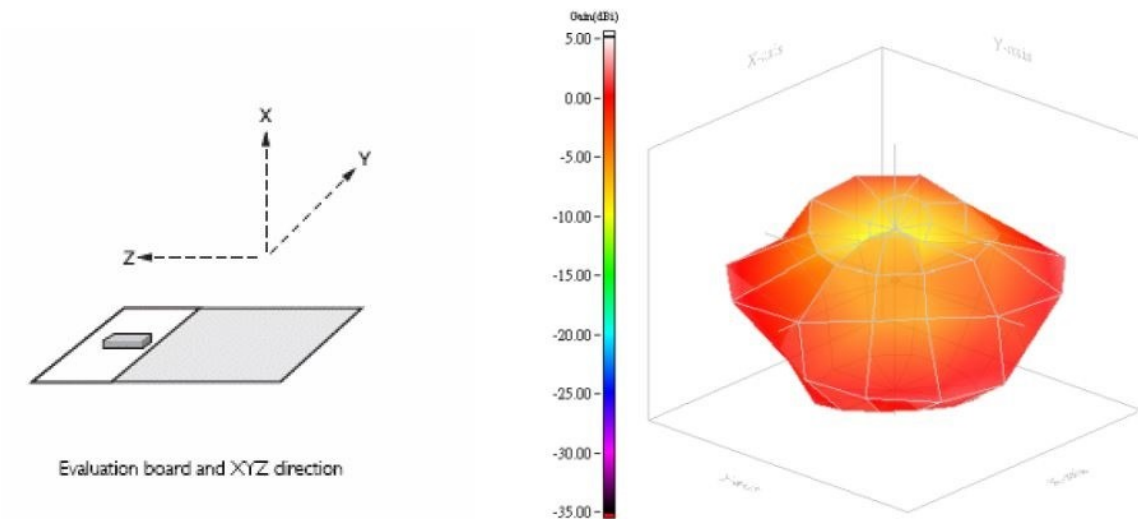 X
Y
Z
Evaluation board and XYZ direction
Gain(dBi)
5.00
0.00
-5.00
-10.00
-15.00
-20.00
-25.00
-30.00
-35.00
X-axis
Y-axis